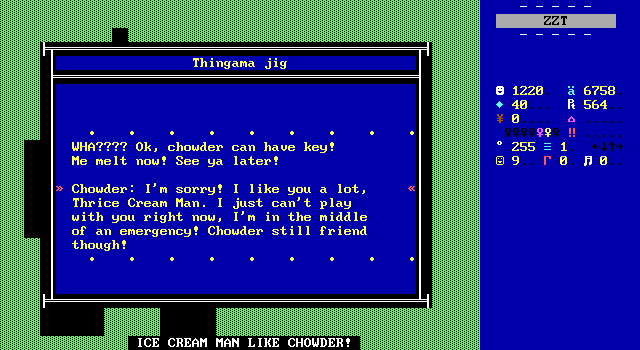 Thingama jig
WHA???? Ok, chowder can have key!
Me melt now! See ya later!
» Chowder: I'm sorry! I like you a lot, «
Thrice Cream Man. I just can't play
with you right now, I'm in the middle
of an emergency! Chowder still friend
though!
ICE CREAM MAN LIKE CHOWDER!
- - - - -
ZZT
- - - - -
1220 ä 6758
♦ 40 R 564
¥ 0
‼
° 255 ≡ 1
9 Γ 0 ♫ 0